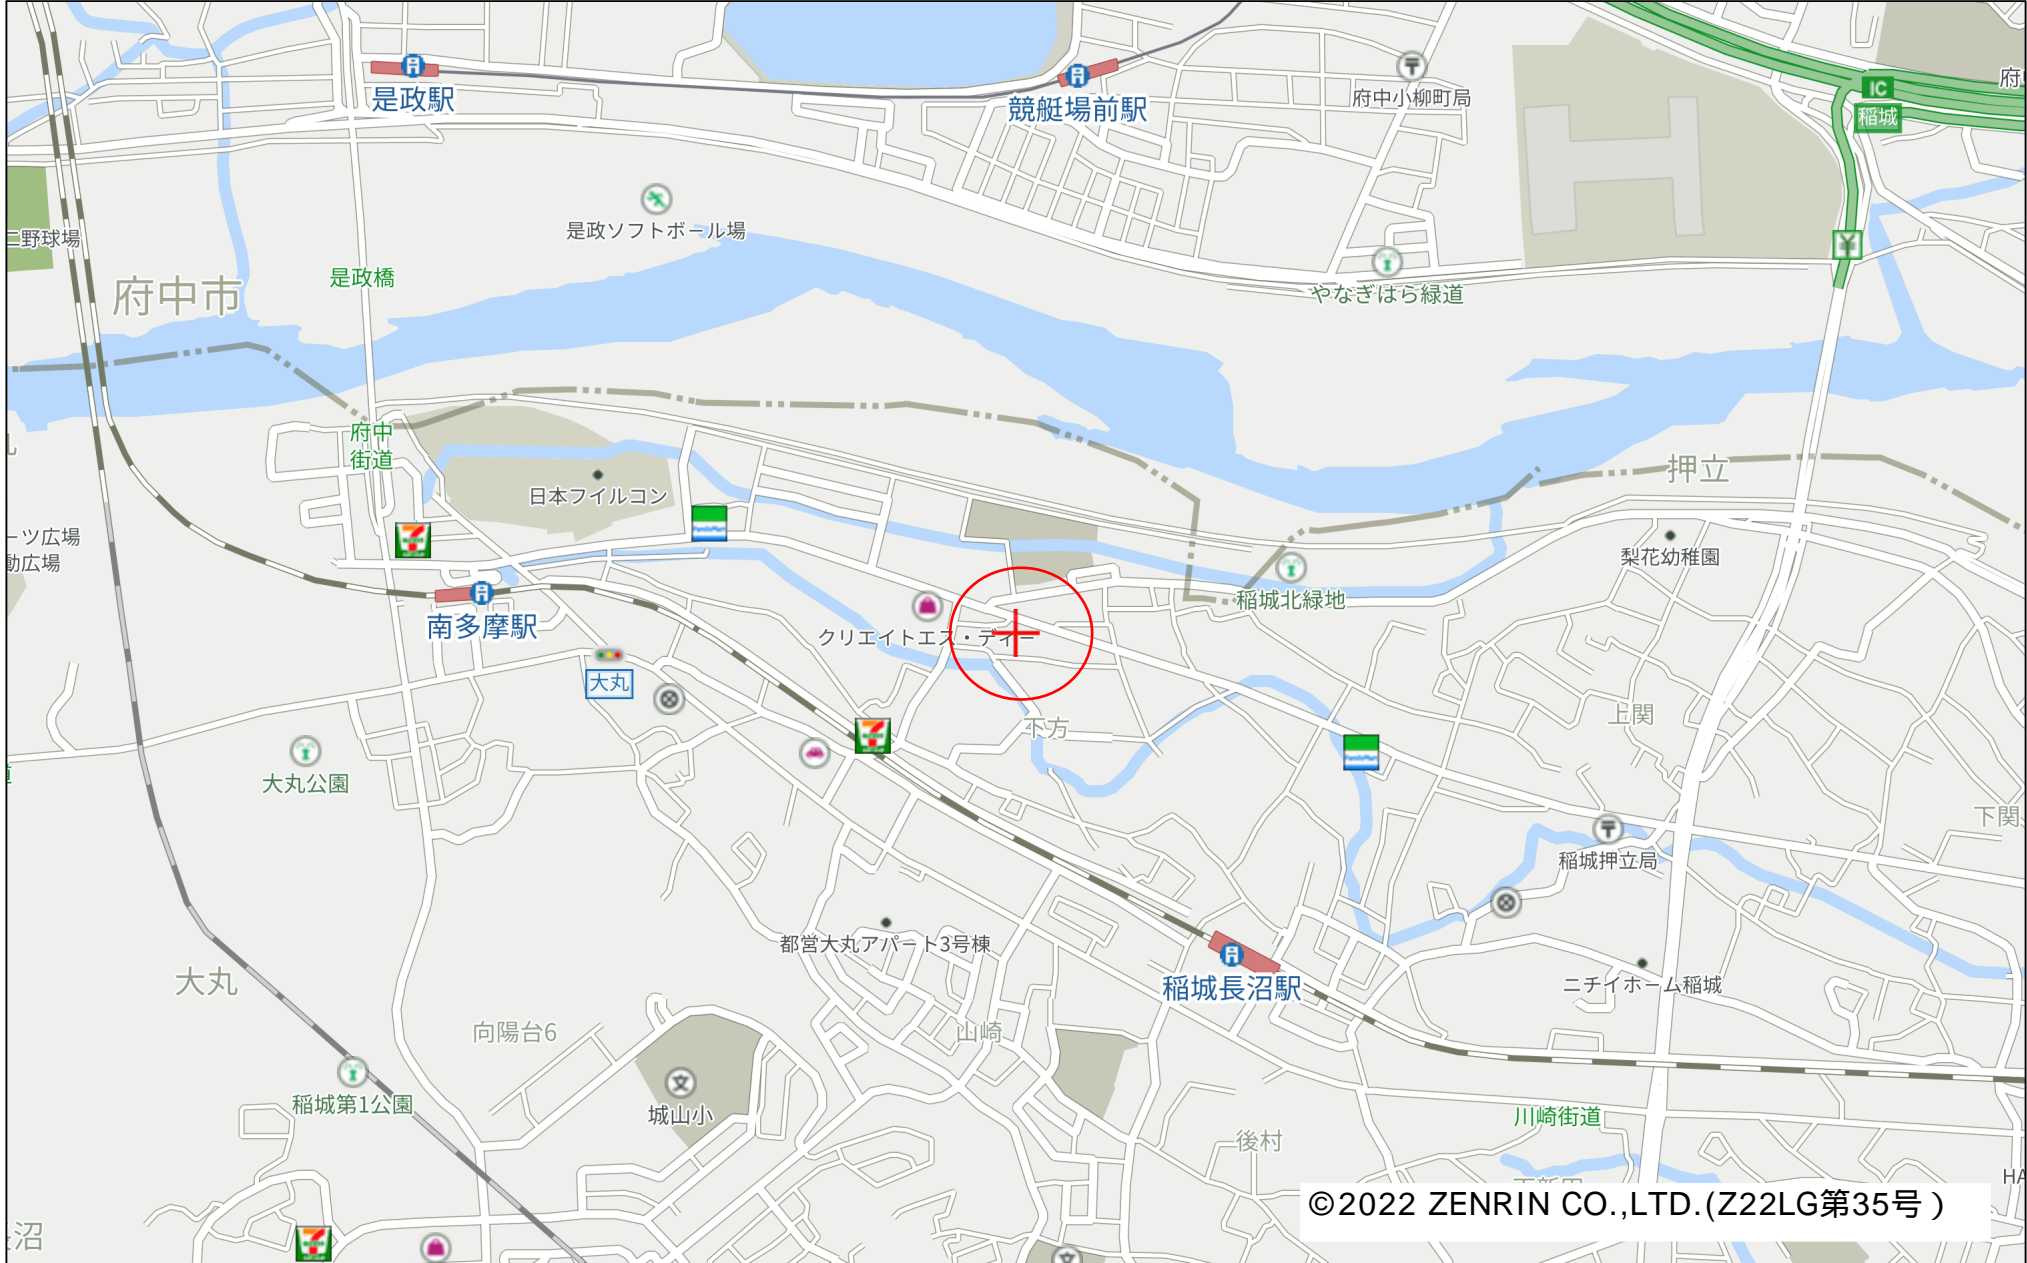 是政駅
競艇場前駅
府中小柳町局
IC
稲城
是政ソフトボール場
二野球場
府中市
是政橋
やなぎはら緑道
府中
街道
押立
日本フイルコン
FamilyMart
ーツ広場
動広場
梨花幼稚園
稲城北緑地
南多摩駅
クリエイトエス・ディー
大丸
下方
上関
FamilyMart
大丸公園
下関
稲城押立局
都営大丸アパート3号棟
大丸
稲城長沼駅
ニチイホーム稲城
向陽台6
山崎
稲城第1公園
城山小
川崎街道
後村
©2022 ZENRIN CO.,LTD.(Z22LG第35号)